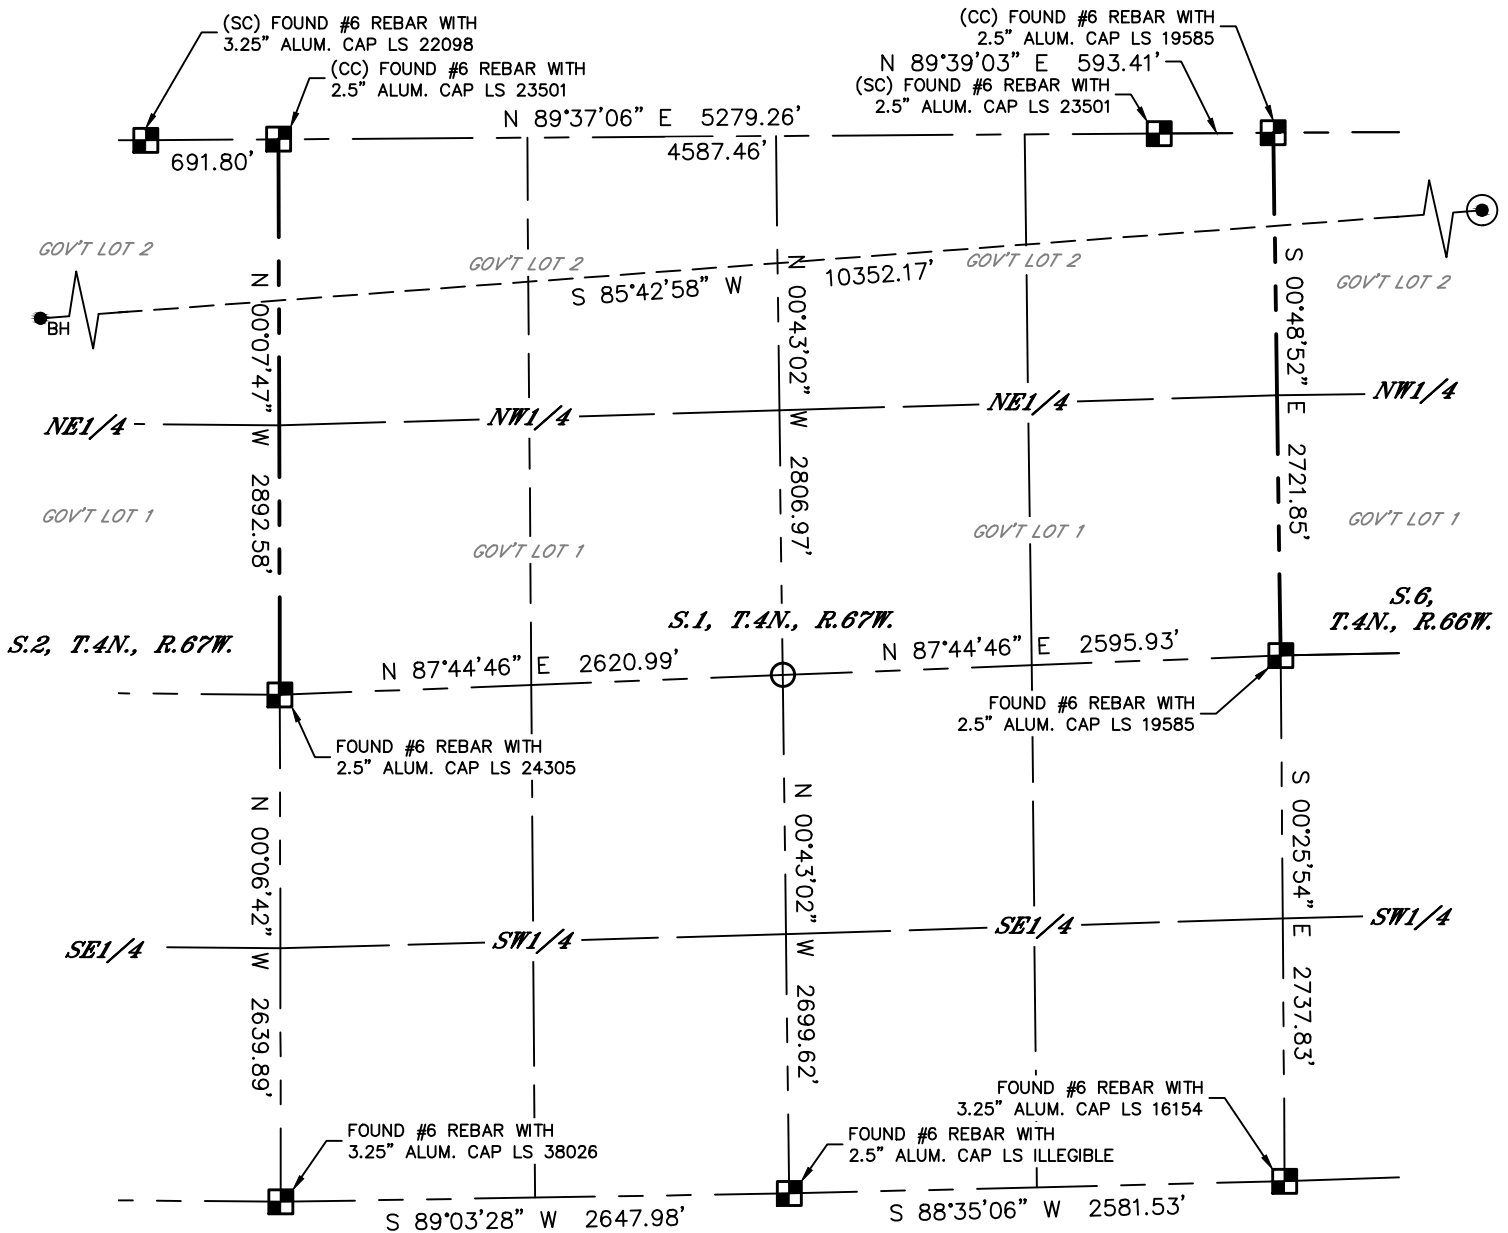 (SC) FOUND #6 REBAR WITH
3.25" ALUM. CAP LS 22098
(CC) FOUND #6 REBAR WITH
2.5" ALUM. CAP LS 23501
(CC) FOUND #6 REBAR WITH
2.5" ALUM. CAP LS 19585
N 89°39'03" E 593.41'
(SC) FOUND #6 REBAR WITH
2.5" ALUM. CAP LS 23501
N 89°37'06" E 5279.26'
691.80'
4587.46'
GOV'T LOT 2
GOV'T LOT 2
GOV'T LOT 2
GOV'T LOT 2
S 85°42'58" W 10352.17'
BH
N 00°07'47" W 2892.58'
N 00°43'02" W 2806.97'
S 00°48'52" E 2721.85'
NE1/4
NW1/4
NE1/4
NW1/4
GOV'T LOT 1
GOV'T LOT 1
GOV'T LOT 1
GOV'T LOT 1
S.2, T.4N., R.67W.
S.1, T.4N., R.67W.
S.6,
T.4N., R.66W.
N 87°44'46" E 2620.99'
N 87°44'46" E 2595.93'
FOUND #6 REBAR WITH
2.5" ALUM. CAP LS 24305
FOUND #6 REBAR WITH
2.5" ALUM. CAP LS 19585
N 00°06'42" W 2639.89'
N 00°43'02" W 2699.62'
S 00°25'54" E 2737.83'
SE1/4
SW1/4
SE1/4
SW1/4
FOUND #6 REBAR WITH
3.25" ALUM. CAP LS 38026
FOUND #6 REBAR WITH
2.5" ALUM. CAP LS ILLEGIBLE
FOUND #6 REBAR WITH
3.25" ALUM. CAP LS 16154
S 89°03'28" W 2647.98'
S 88°35'06" W 2581.53'